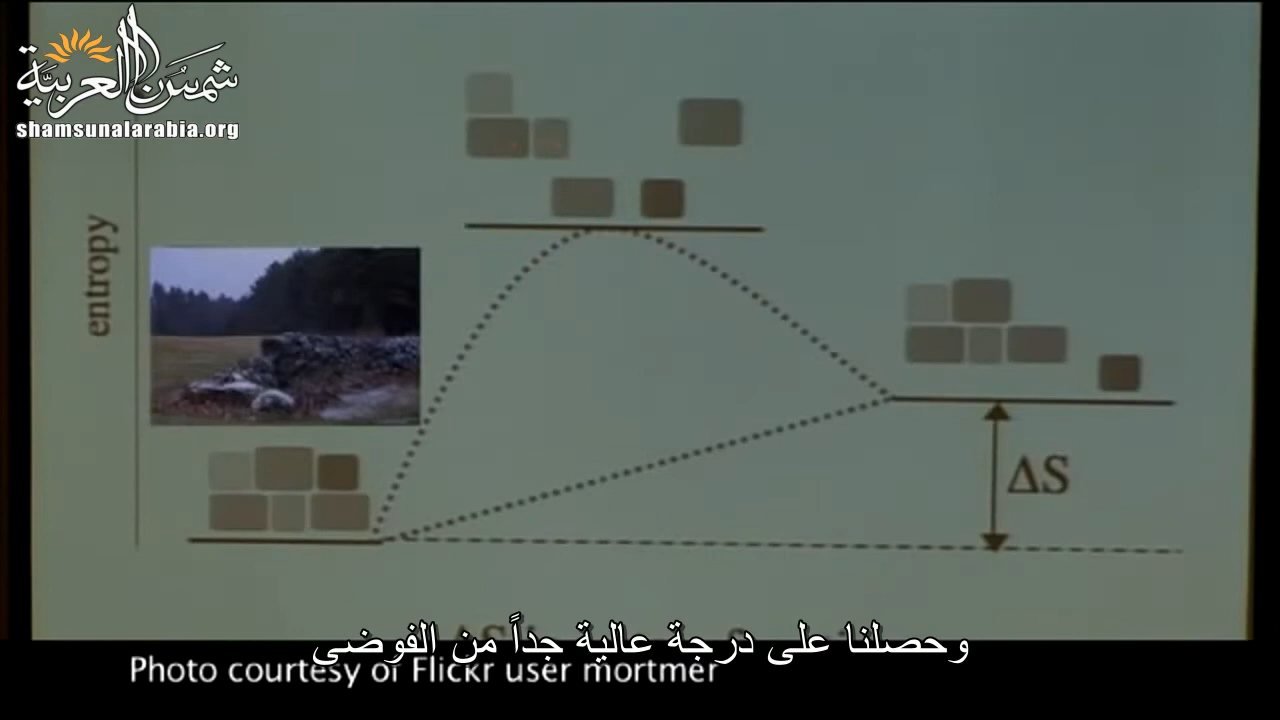 شمس العربية
shamsunalarabia.org
entropy
ΔS
وحصلنا على درجة عالية جداً من الفوضى
Photo courtesy of Flickr user mortmer